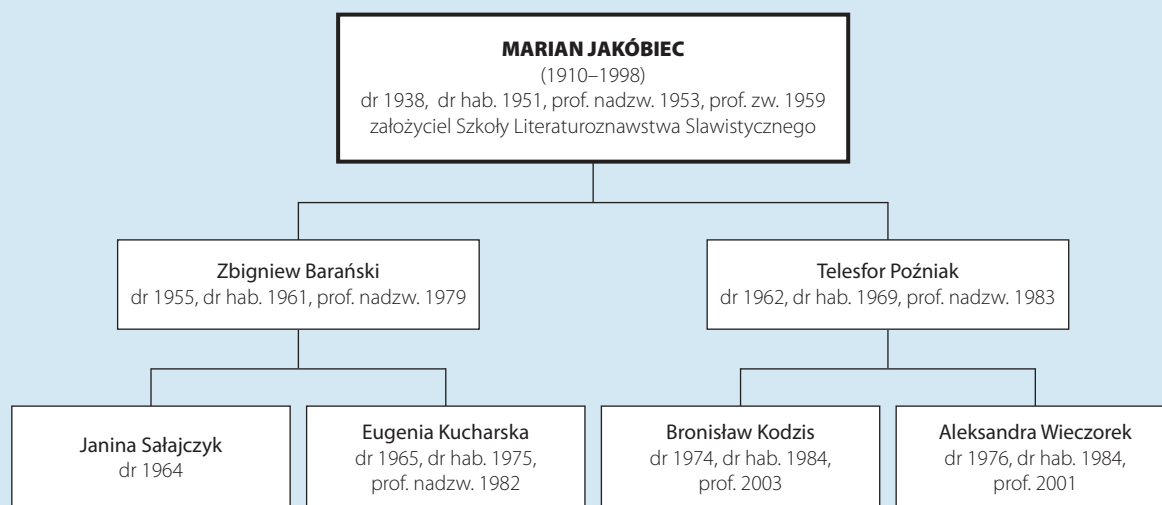 MARIAN JAKÓBIEC
(1910–1998)
dr 1938, dr hab. 1951, prof. nadzw. 1953, prof. zw. 1959
założyciel Szkoły Literaturoznawstwa Slawistycznego
Zbigniew Barański
dr 1955, dr hab. 1961, prof. nadzw. 1979
Telesfor Poźniak
dr 1962, dr hab. 1969, prof. nadzw. 1983
Janina Sałajczyk
dr 1964
Eugenia Kucharska
dr 1965, dr hab. 1975,
prof. nadzw. 1982
Bronisław Kodzis
dr 1974, dr hab. 1984,
prof. 2003
Aleksandra Wieczorek
dr 1976, dr hab. 1984,
prof. 2001